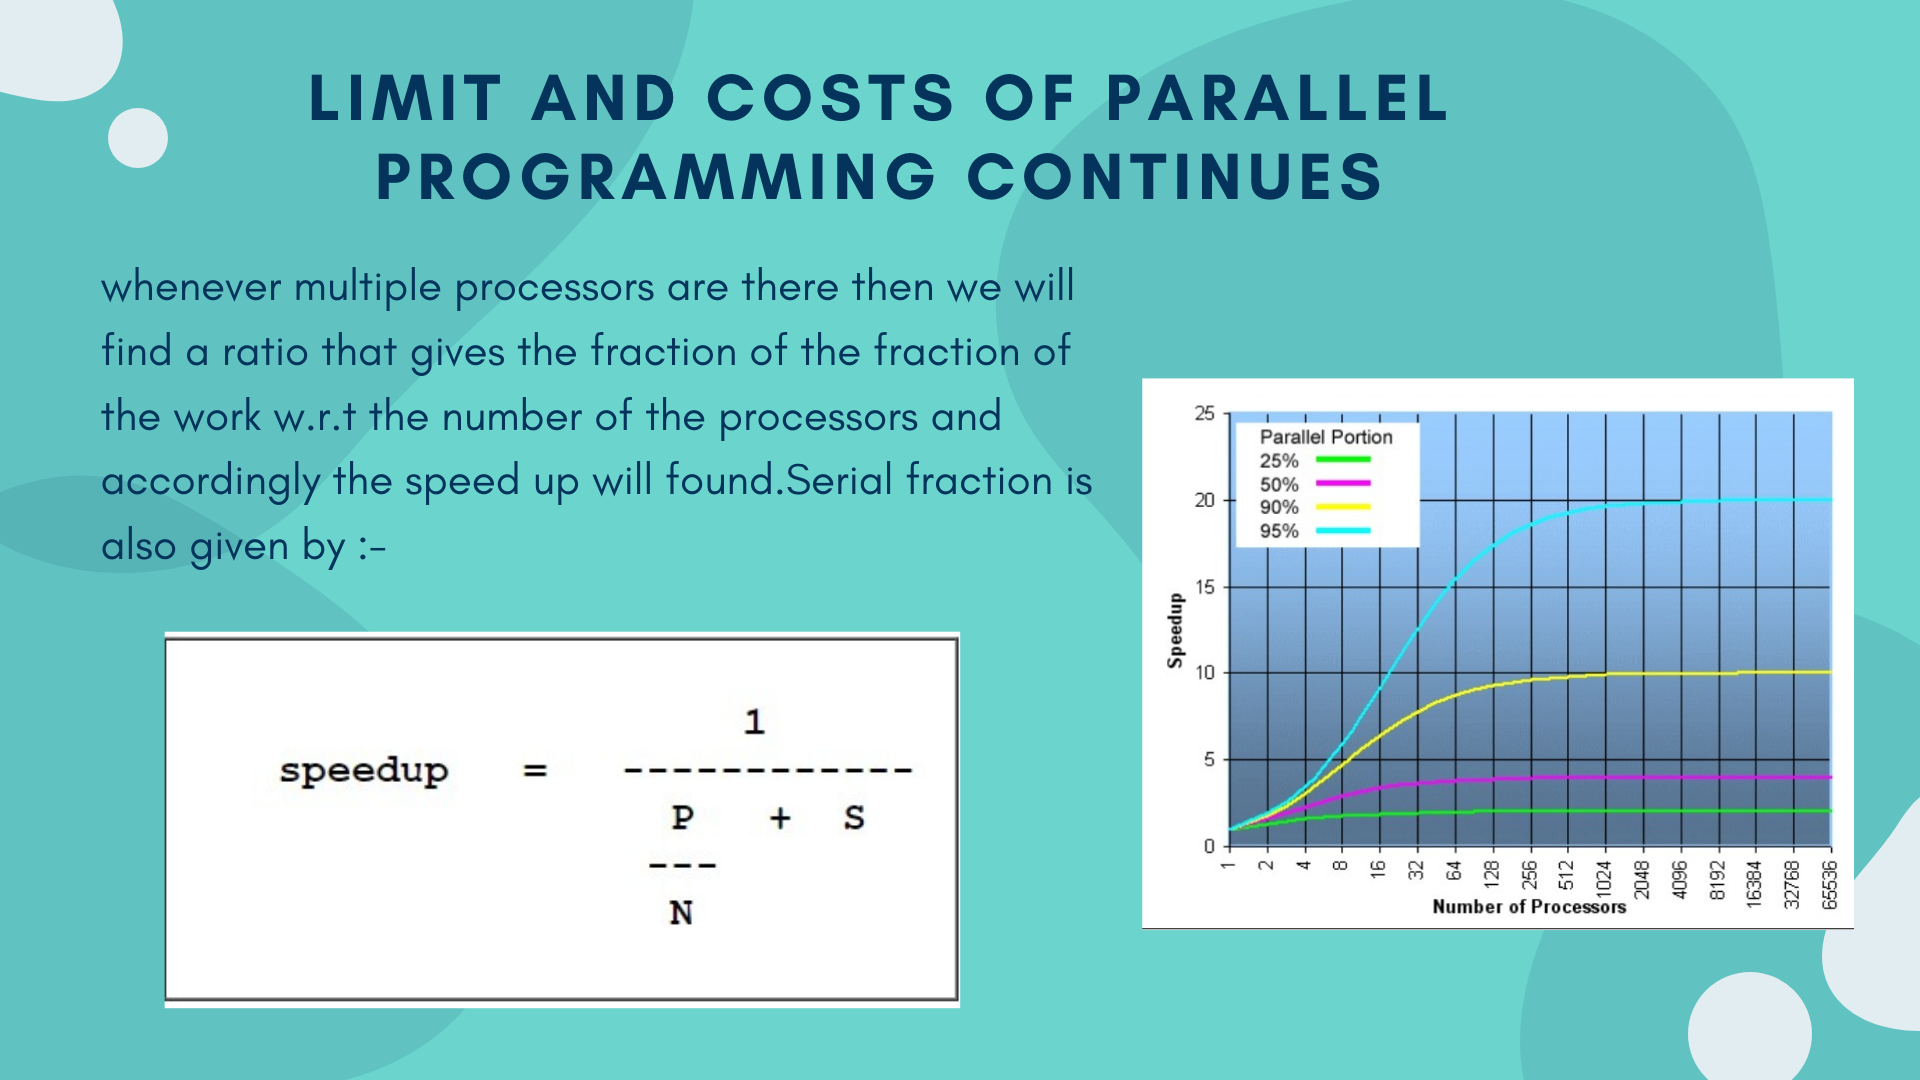 LIMIT AND COSTS OF PARALLEL
PROGRAMMING CONTINUES
whenever multiple processors are there then we will
find a ratio that gives the fraction of the fraction of
the work w.r.t the number of the processors and
accordingly the speed up will found.Serial fraction is
also given by :-
1
speedup = ------------
P + S
---
N
25
20
15
10
5
0
Speedup
Parallel Portion
25%
50%
90%
95%
1 2 4 8 16 32 64 128 256 512 1024 2048 4096 8192 16384 32768 65536
Number of Processors